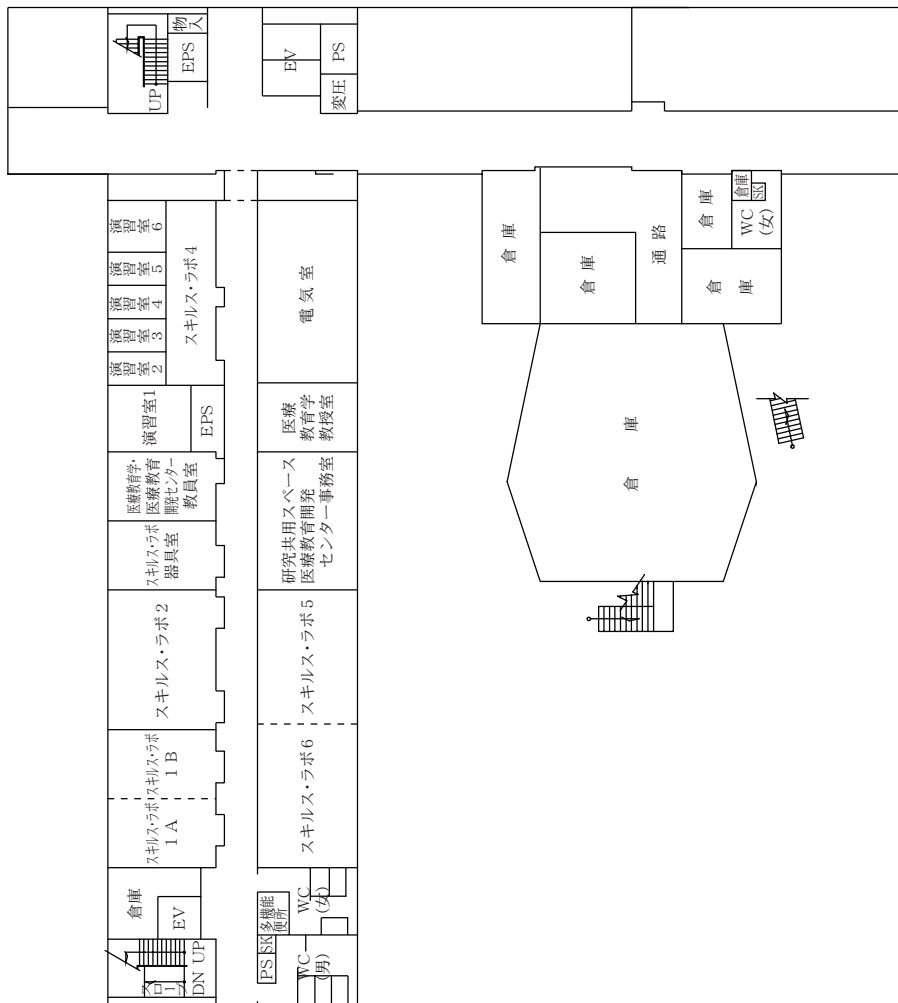 物入
EPS
UP
EV
PS
変圧
演習室6
演習室5
演習室4
演習室3
演習室2
スキルス・ラボ4
電気室
倉庫
倉庫
通路
倉庫
倉庫
SK
WC
(女)
倉庫
演習室1
EPS
医療
教育学
教授室
倉庫
医療教育学・
医療教育
開発センター
教員室
研究共用スペース
医療教育開発
センター事務室
スキルス・ラボ
器具室
スキルス・ラボ2
スキルス・ラボ5
スキルス・ラボ
1B
スキルス・ラボ
1A
スキルス・ラボ6
倉庫
EV
多機能
便所
WC
(女)
SK
PS
WC
(男)
スロープ
DN UP